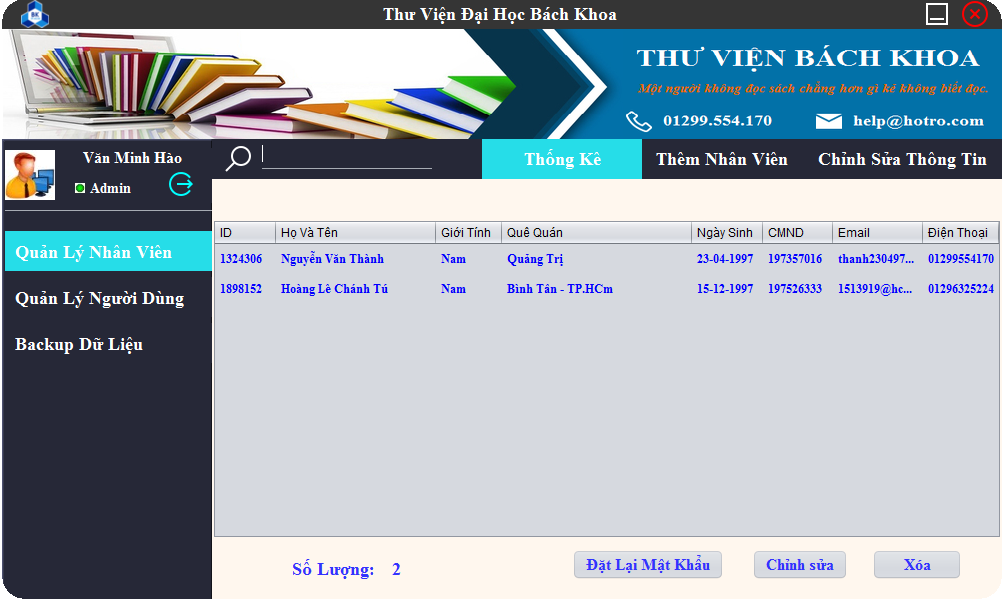 BK
Thư Viện Đại Học Bách Khoa
THƯ VIỆN BÁCH KHOA
Một người không đọc sách chẳng hơn gì kẻ không biết đọc.
01299.554.170 help@hotro.com
Văn Minh Hào
Admin
Thống Kê Thêm Nhân Viên Chỉnh Sửa Thông Tin
Quản Lý Nhân Viên
Quản Lý Người Dùng
Backup Dữ Liệu
ID Họ Và Tên Giới Tính Quê Quán Ngày Sinh CMND Email Điện Thoại
1324306 Nguyễn Văn Thành Nam Quảng Trị 23-04-1997 197357016 thanh230497... 01299554170
1898152 Hoàng Lê Chánh Tú Nam Bình Tân - TP.HCm 15-12-1997 197526333 1513919@hc... 01296325224
Số Lượng: 2
Đặt Lại Mật Khẩu Chỉnh sửa Xóa